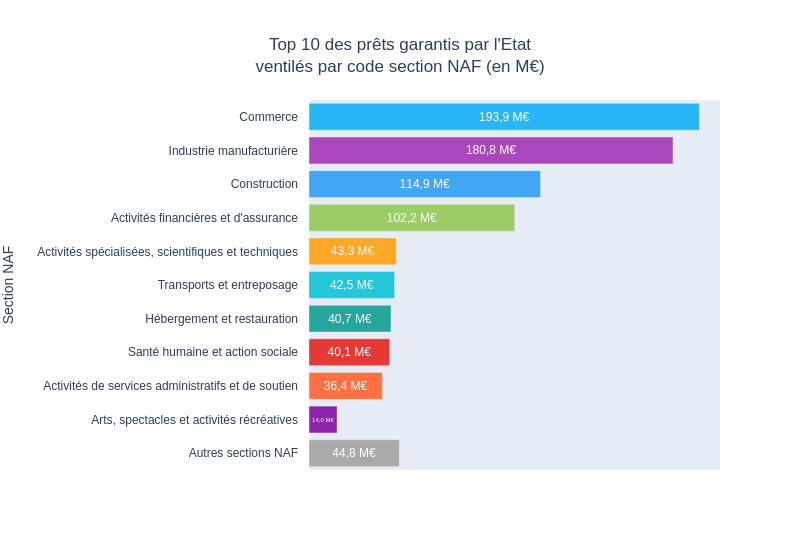 Top 10 des prêts garantis par l'Etat
ventilés par code section NAF (en M€)
Section NAF
Commerce 193,9 M€
Industrie manufacturière 180,8 M€
Construction 114,9 M€
Activités financières et d'assurance 102,2 M€
Activités spécialisées, scientifiques et techniques 43,3 M€
Transports et entreposage 42,5 M€
Hébergement et restauration 40,7 M€
Santé humaine et action sociale 40,1 M€
Activités de services administratifs et de soutien 36,4 M€
Arts, spectacles et activités récréatives 14,0 M€
Autres sections NAF 44,8 M€